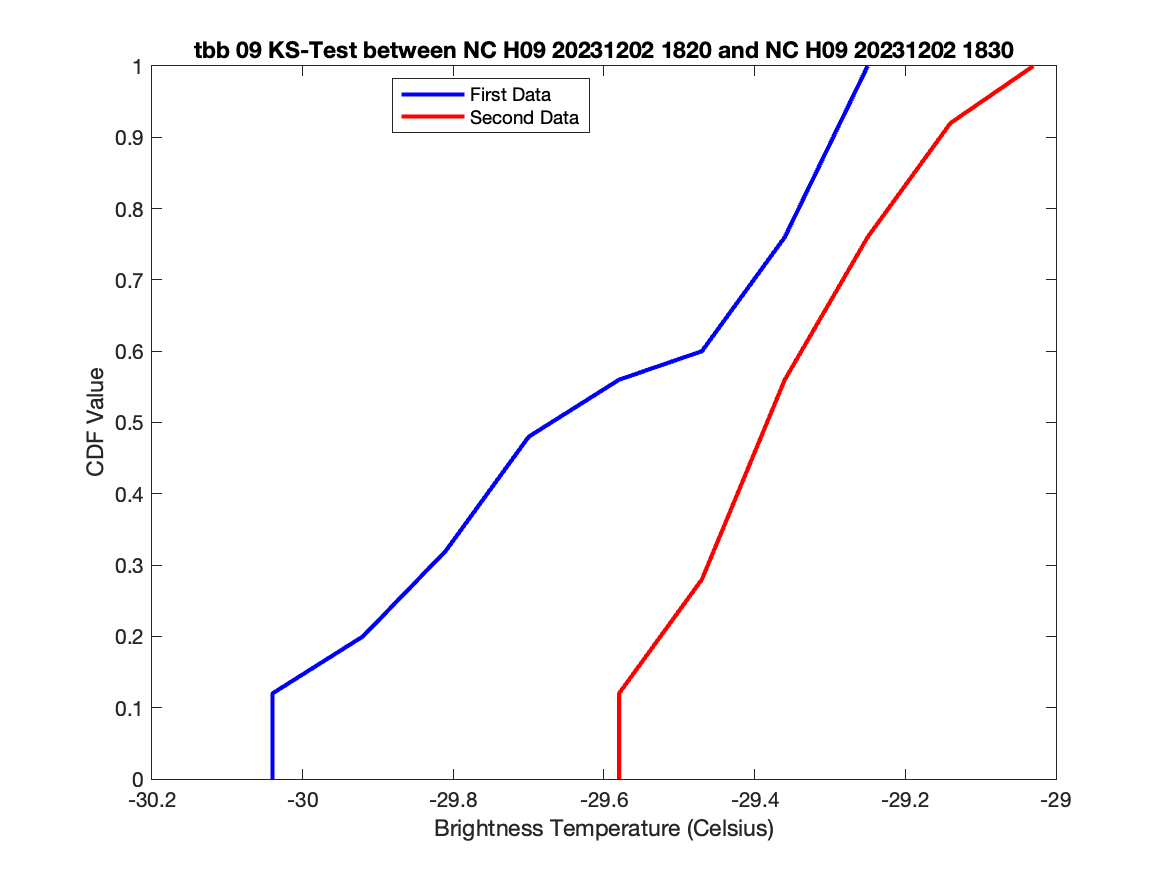 tbb 09 KS-Test between NC H09 20231202 1820 and NC H09 20231202 1830
First Data
Second Data
1
0.9
0.8
0.7
0.6
0.5
0.4
0.3
0.2
0.1
0
CDF Value
-30.2 -30 -29.8 -29.6 -29.4 -29.2 -29
Brightness Temperature (Celsius)